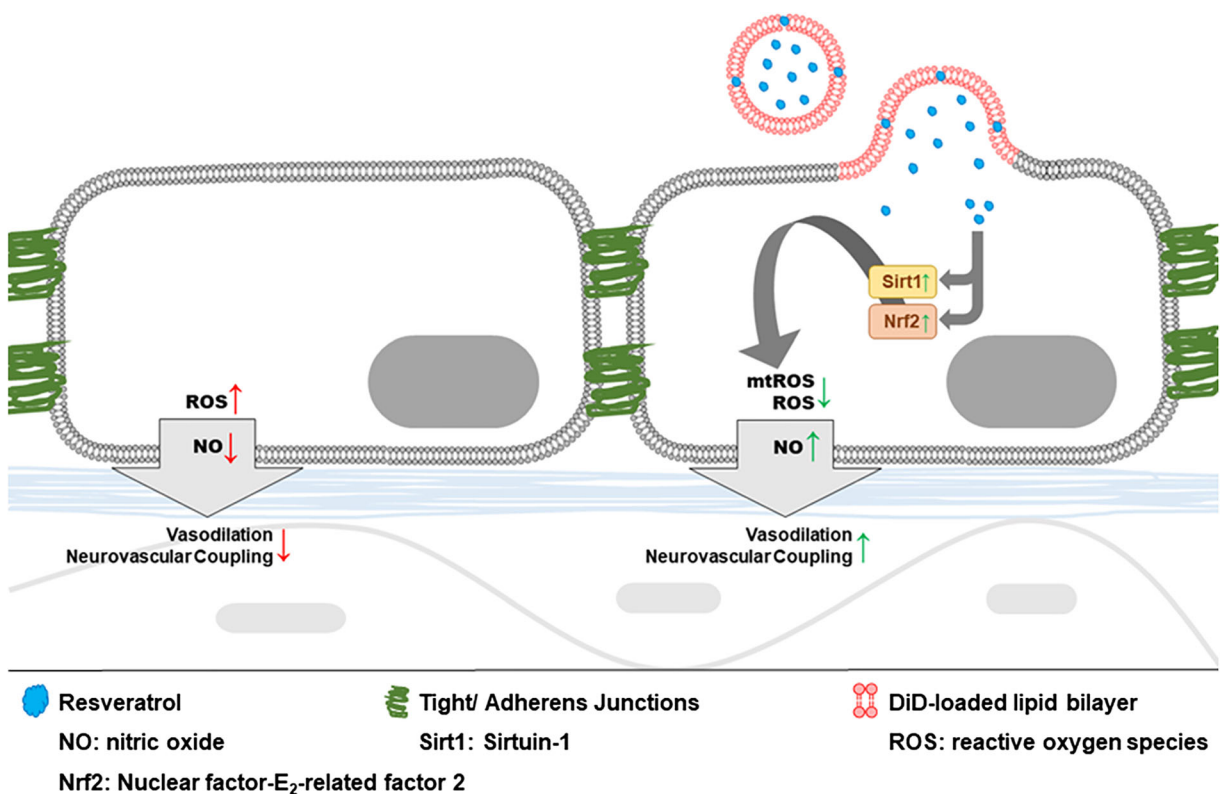 Sirt1↑
Nrf2↑
ROS↑
NO↓
mtROS
ROS↓
NO↑
Vasodilation
Neurovascular Coupling↓
Vasodilation
Neurovascular Coupling↑
Resveratrol
Tight/ Adherens Junctions
DiD-loaded lipid bilayer
NO: nitric oxide
Sirt1: Sirtuin-1
ROS: reactive oxygen species
Nrf2: Nuclear factor-E₂-related factor 2